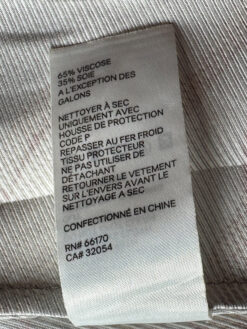 65% VISCOSE
35% SOIE
A L'EXCEPTION DES
GALONS
NETTOYER À SEC
UNIQUEMENT AVEC
HOUSSE DE PROTECTION
CODE P
REPASSER AU FER FROID
TISSU PROTECTEUR
NE PAS UTILISER DE
DÉTACHANT
RETOURNER LE VETEMENT
SUR L'ENVERS AVANT LE
NETTOYAGE A SEC
CONFECTIONNÉ EN CHINE
RN# 66170
CA# 32054